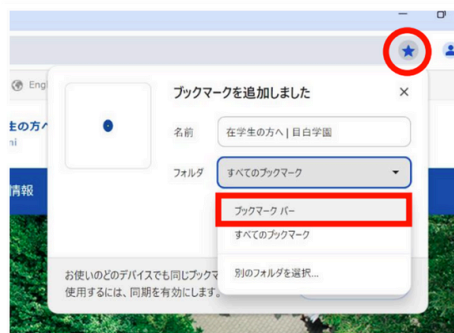 Engl
ブックマークを追加しました
生の方へ
ni
名前
在学生の方へ | 目白学園
フォルダ
すべてのブックマーク
情報
ブックマーク バー
すべてのブックマーク
別のフォルダを選択...
お使いのどのデバイスでも同じブックマ
使用するには、同期を有効にします。